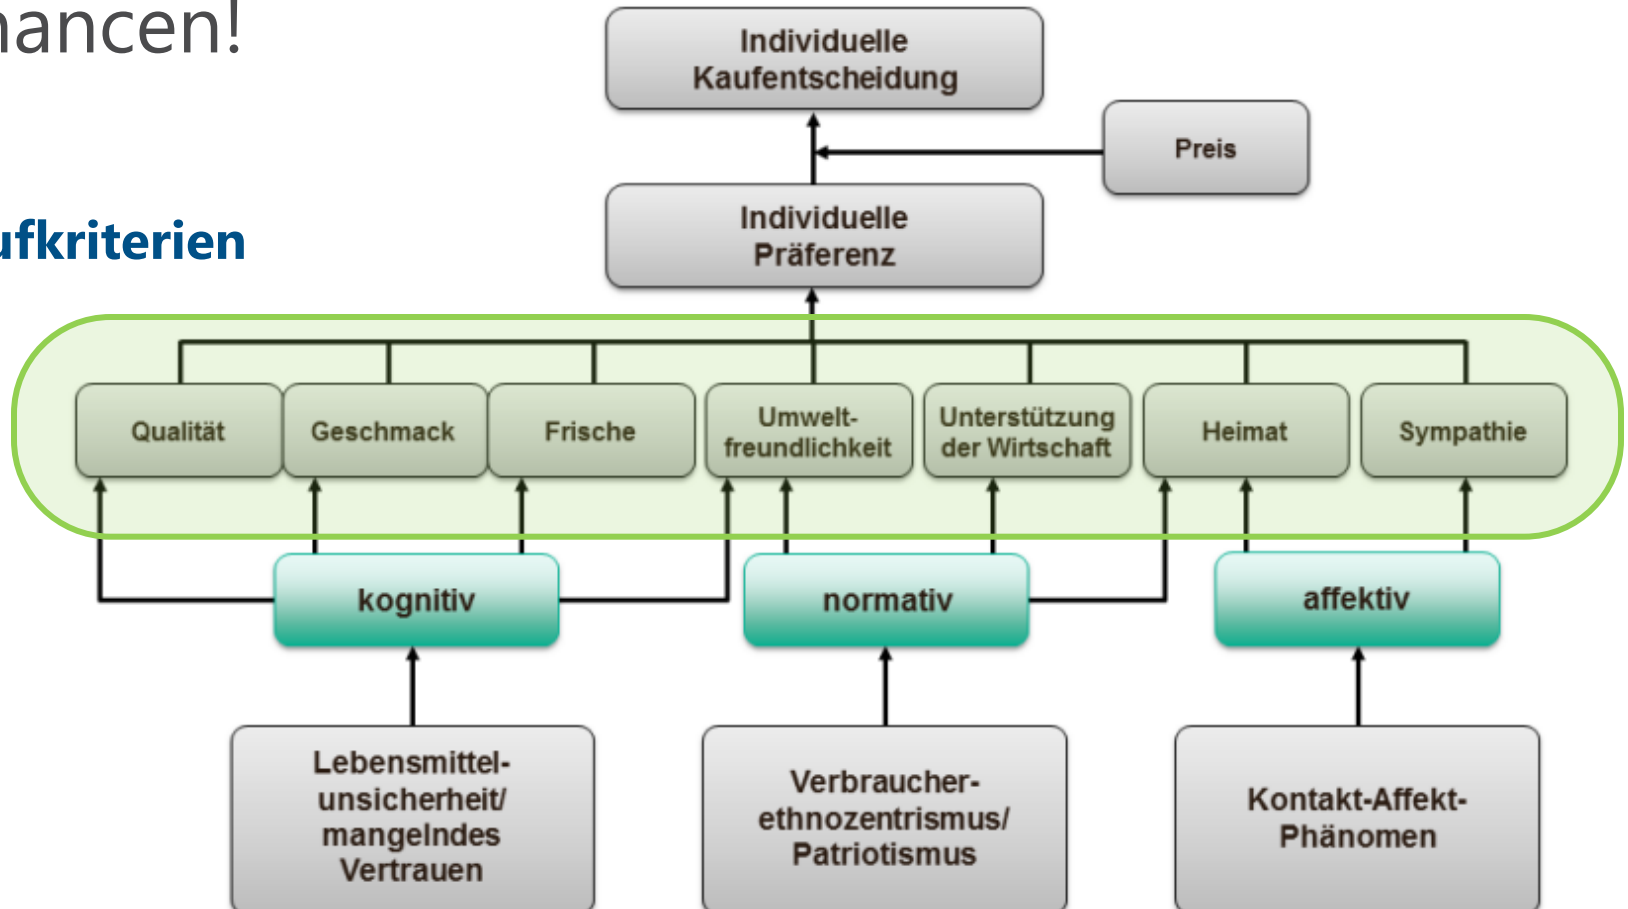 hancen!
Individuelle
Kaufentscheidung
Preis
Individuelle
Präferenz
ufkriterien
Qualität
Geschmack
Frische
Umwelt-
freundlichkeit
Unterstützung
der Wirtschaft
Heimat
Sympathie
kognitiv
normativ
affektiv
Lebensmittel-
unsicherheit/
mangelndes
Vertrauen
Verbraucher-
ethnozentrismus/
Patriotismus
Kontakt-Affekt-
Phänomen